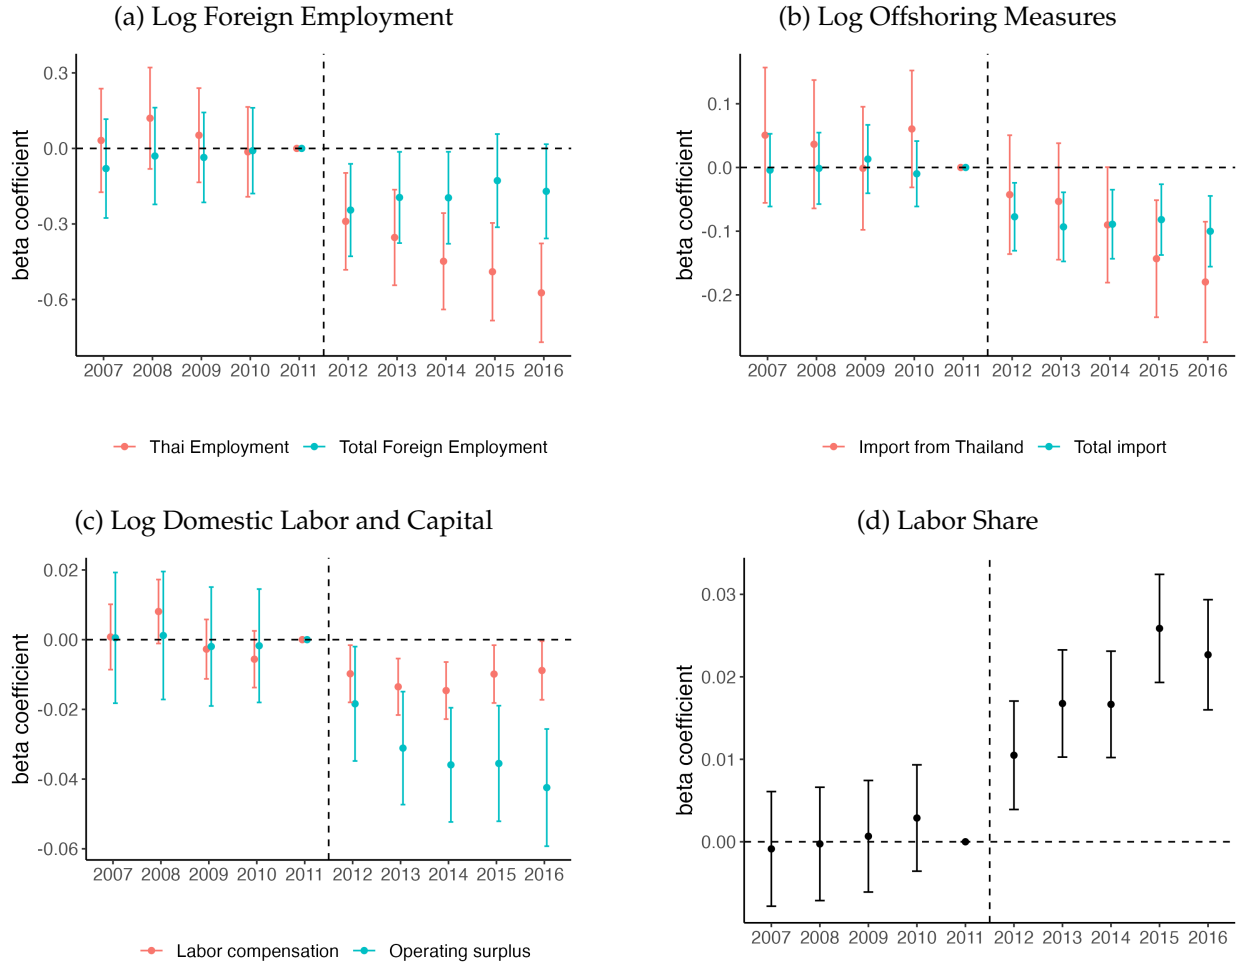 (a) Log Foreign Employment
beta coefficient
0.3
0.0
-0.3
-0.6
2007 2008 2009 2010 2011 2012 2013 2014 2015 2016
Thai Employment Total Foreign Employment
(b) Log Offshoring Measures
beta coefficient
0.1
0.0
-0.1
-0.2
2007 2008 2009 2010 2011 2012 2013 2014 2015 2016
Import from Thailand Total import
(c) Log Domestic Labor and Capital
beta coefficient
0.02
0.00
-0.02
-0.04
-0.06
2007 2008 2009 2010 2011 2012 2013 2014 2015 2016
Labor compensation Operating surplus
(d) Labor Share
beta coefficient
0.03
0.02
0.01
0.00
2007 2008 2009 2010 2011 2012 2013 2014 2015 2016